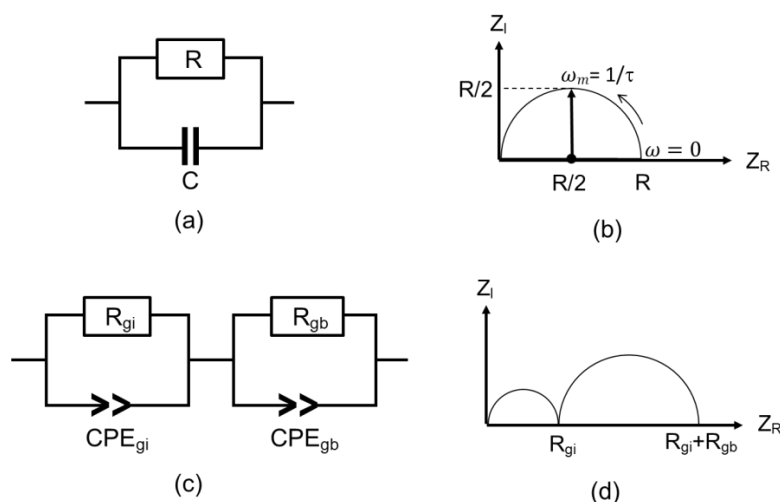 R
C
(a)
Z_I
R/2
ω_m = 1/τ
ω = 0
R/2
R
Z_R
(b)
R_gi
R_gb
CPE_gi
CPE_gb
(c)
Z_I
R_gi
R_gi+R_gb
Z_R
(d)